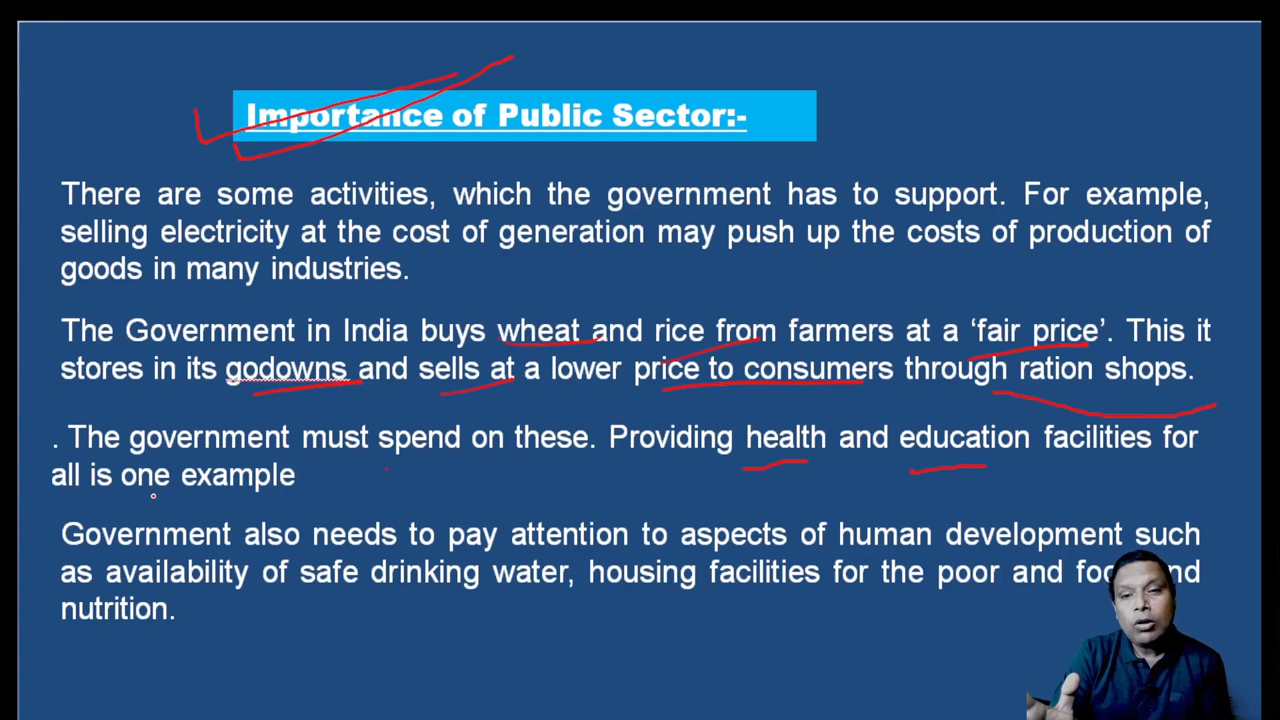 Importance of Public Sector:-
There are some activities, which the government has to support. For example,
selling electricity at the cost of generation may push up the costs of production of
goods in many industries.
The Government in India buys wheat and rice from farmers at a ‘fair price’. This it
stores in its godowns and sells at a lower price to consumers through ration shops.
. The government must spend on these. Providing health and education facilities for
all is one example
Government also needs to pay attention to aspects of human development such
as availability of safe drinking water, housing facilities for the poor and
nutrition.